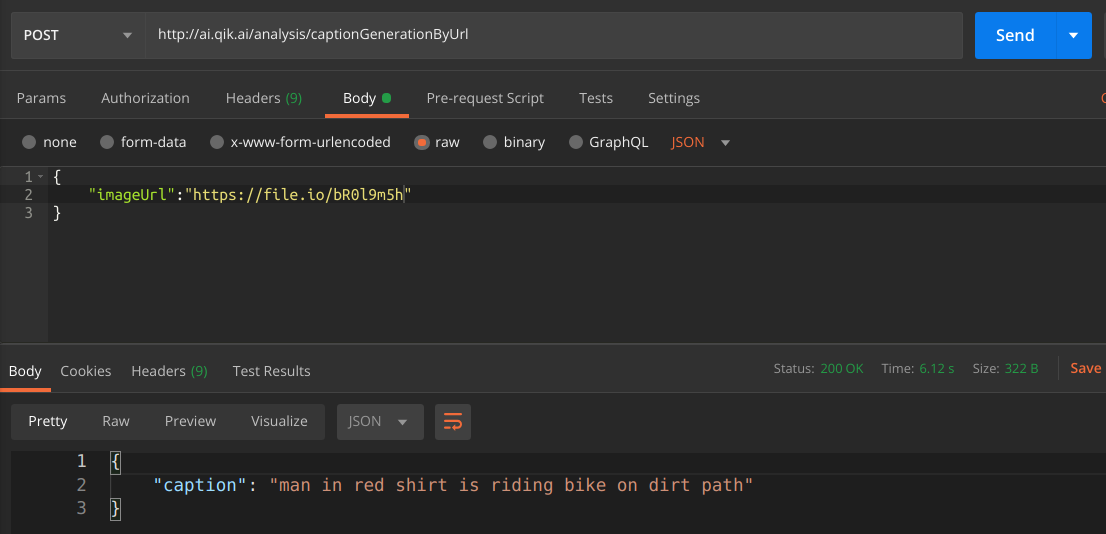 POST http://ai.qik.ai/analysis/captionGenerationByUrl Send
Params Authorization Headers (9) Body Pre-request Script Tests Settings
none form-data x-www-form-urlencoded raw binary GraphQL JSON
1 {
2 "imageUrl":"https://file.io/bR0l9m5h"
3 }
Body Cookies Headers (9) Test Results Status: 200 OK Time: 6.12 s Size: 322 B Save
Pretty Raw Preview Visualize JSON
1 {
2 "caption": "man in red shirt is riding bike on dirt path"
3 }